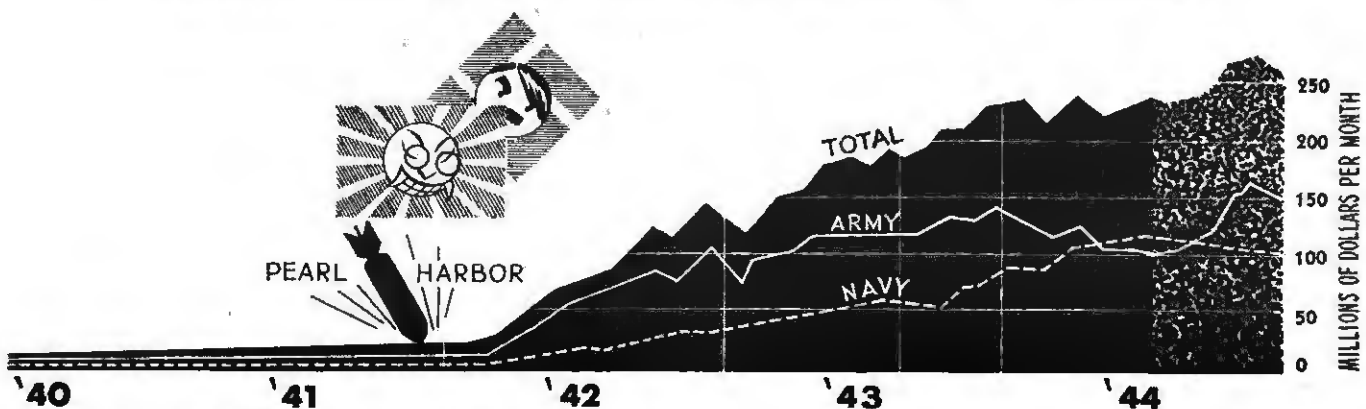 TOTAL
ARMY
NAVY
PEARL HARBOR
250
200
150
100
50
0
MILLIONS OF DOLLARS PER MONTH
'40 '41 '42 '43 '44